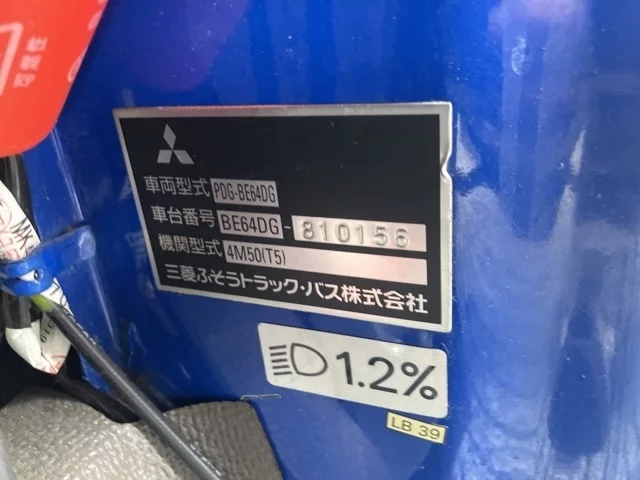 車両型式 PDG-BE64DG
車台番号 BE64DG-810156
機関型式 4M50(T5)
三菱ふそうトラック・バス株式会社
1.2%
LB 39